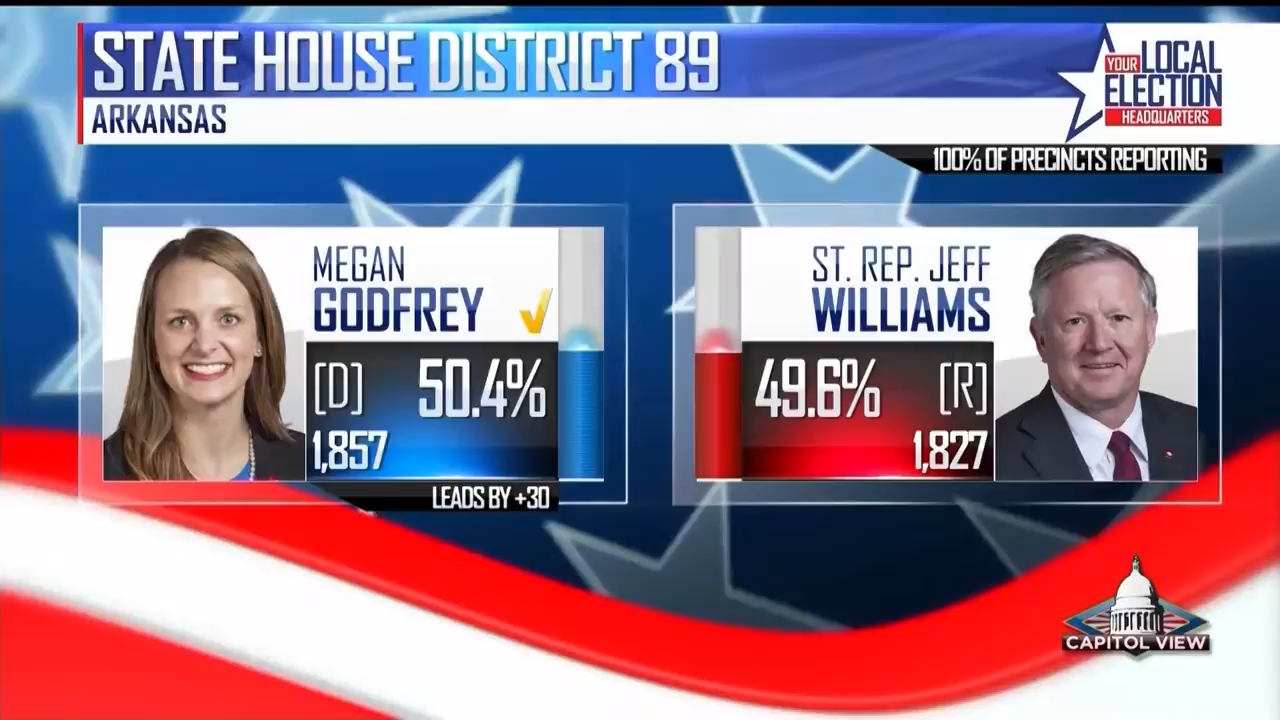 STATE HOUSE DISTRICT 89
ARKANSAS
YOUR LOCAL
ELECTION
HEADQUARTERS
100% OF PRECINCTS REPORTING
MEGAN
GODFREY
[D] 50.4%
1,857
LEADS BY +30
ST. REP. JEFF
WILLIAMS
49.6% [R]
1,827
CAPITOL VIEW